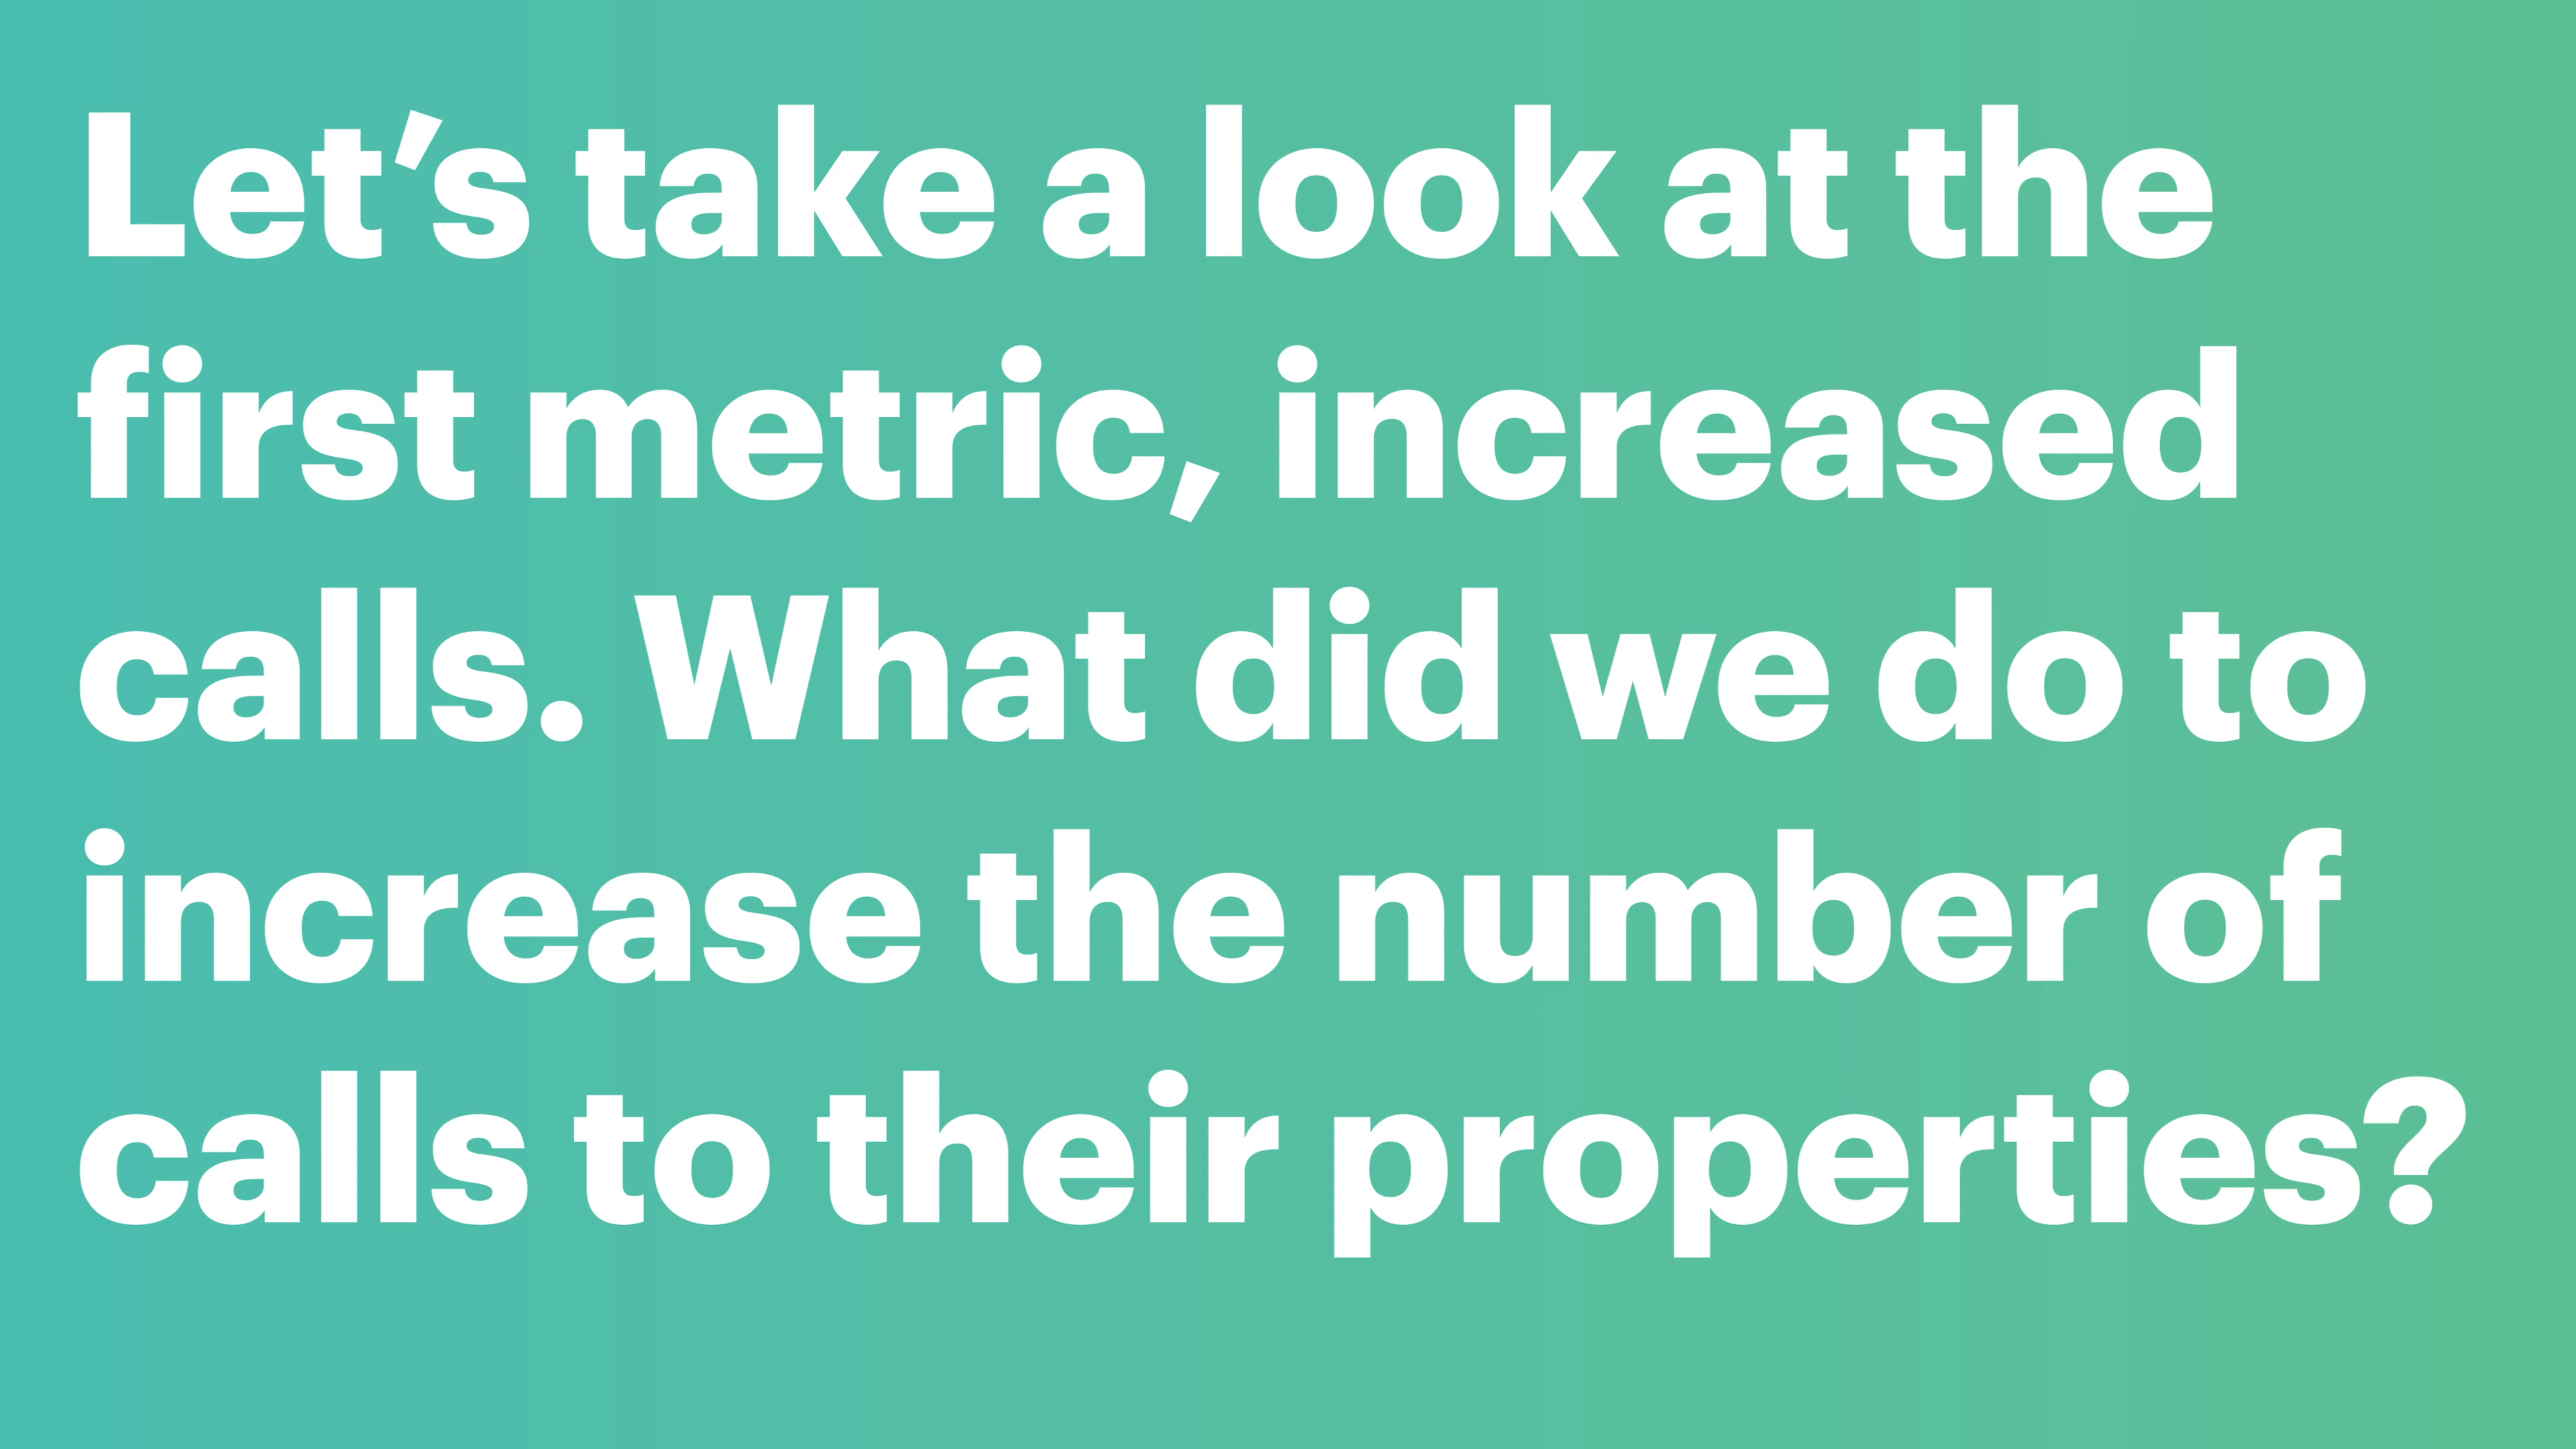 Let’s take a look at the
first metric, increased
calls. What did we do to
increase the number of
calls to their properties?